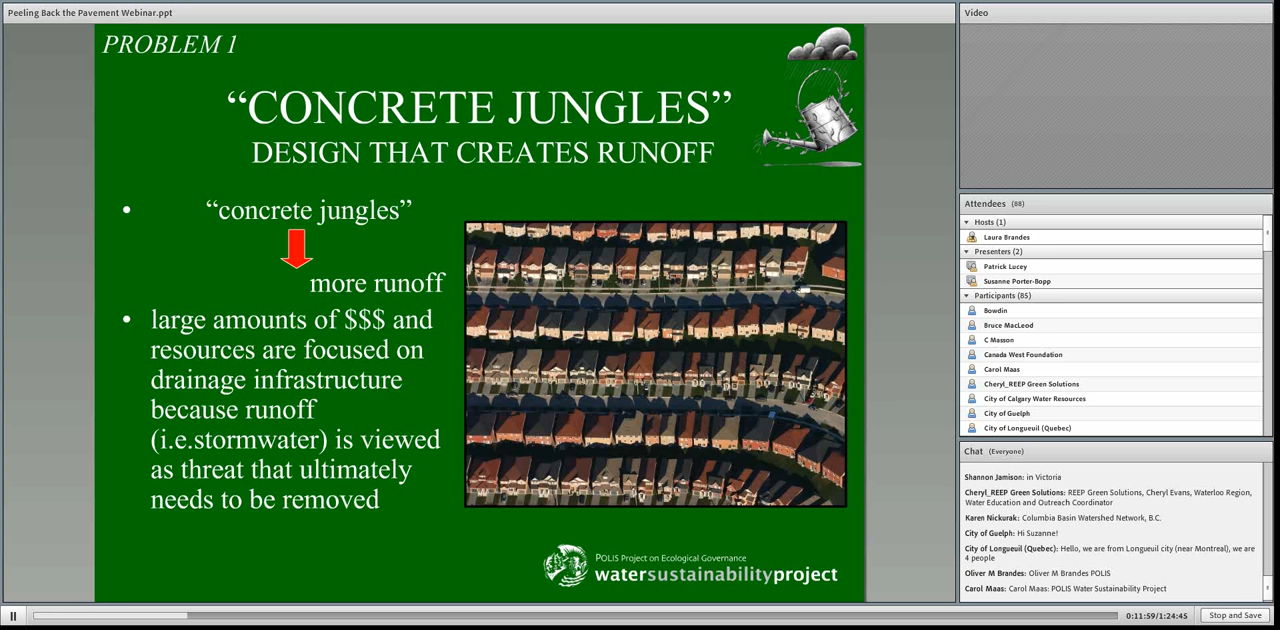 Peeling Back the Pavement Webinar.ppt
PROBLEM 1
“CONCRETE JUNGLES”
DESIGN THAT CREATES RUNOFF
• “concrete jungles”
more runoff
• large amounts of $$$ and
resources are focused on
drainage infrastructure
because runoff
(i.e.stormwater) is viewed
as threat that ultimately
needs to be removed
POLIS Project on Ecological Governance
watersustainabilityproject
Video
Attendees (88)
Hosts (1)
Laura Brandes
Presenters (2)
Patrick Lucey
Susanne Porter-Bopp
Participants (85)
Bowdin
Bruce MacLeod
C Masson
Canada West Foundation
Carol Maas
Cheryl_REEP Green Solutions
City of Calgary Water Resources
City of Guelph
City of Longueuil (Quebec)
Chat (Everyone)
Shannon Jamison: in Victoria
Cheryl_REEP Green Solutions: REEP Green Solutions, Cheryl Evans, Waterloo Region,
Water Education and Outreach Coordinator
Karen Nickurak: Columbia Basin Watershed Network, B.C.
City of Guelph: Hi Suzanne!
City of Longueuil (Quebec): Hello, we are from Longueuil city (near Montreal), we are
4 people
Oliver M Brandes: Oliver M Brandes POLIS
Carol Maas: Carol Maas: POLIS Water Sustainability Project
0:11:59/1:24:45
Stop and Save